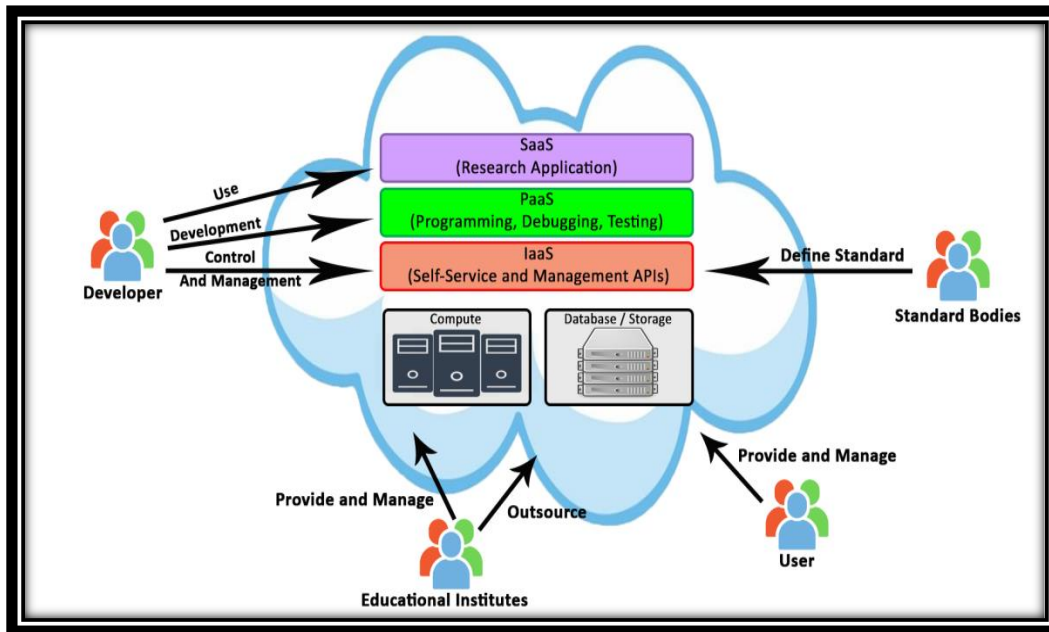 SaaS
(Research Application)
PaaS
(Programming, Debugging, Testing)
IaaS
(Self-Service and Management APIs)
Use
Development
Control
And Management
Developer
Define Standard
Standard Bodies
Compute
Database / Storage
Provide and Manage
Outsource
Educational Institutes
Provide and Manage
User